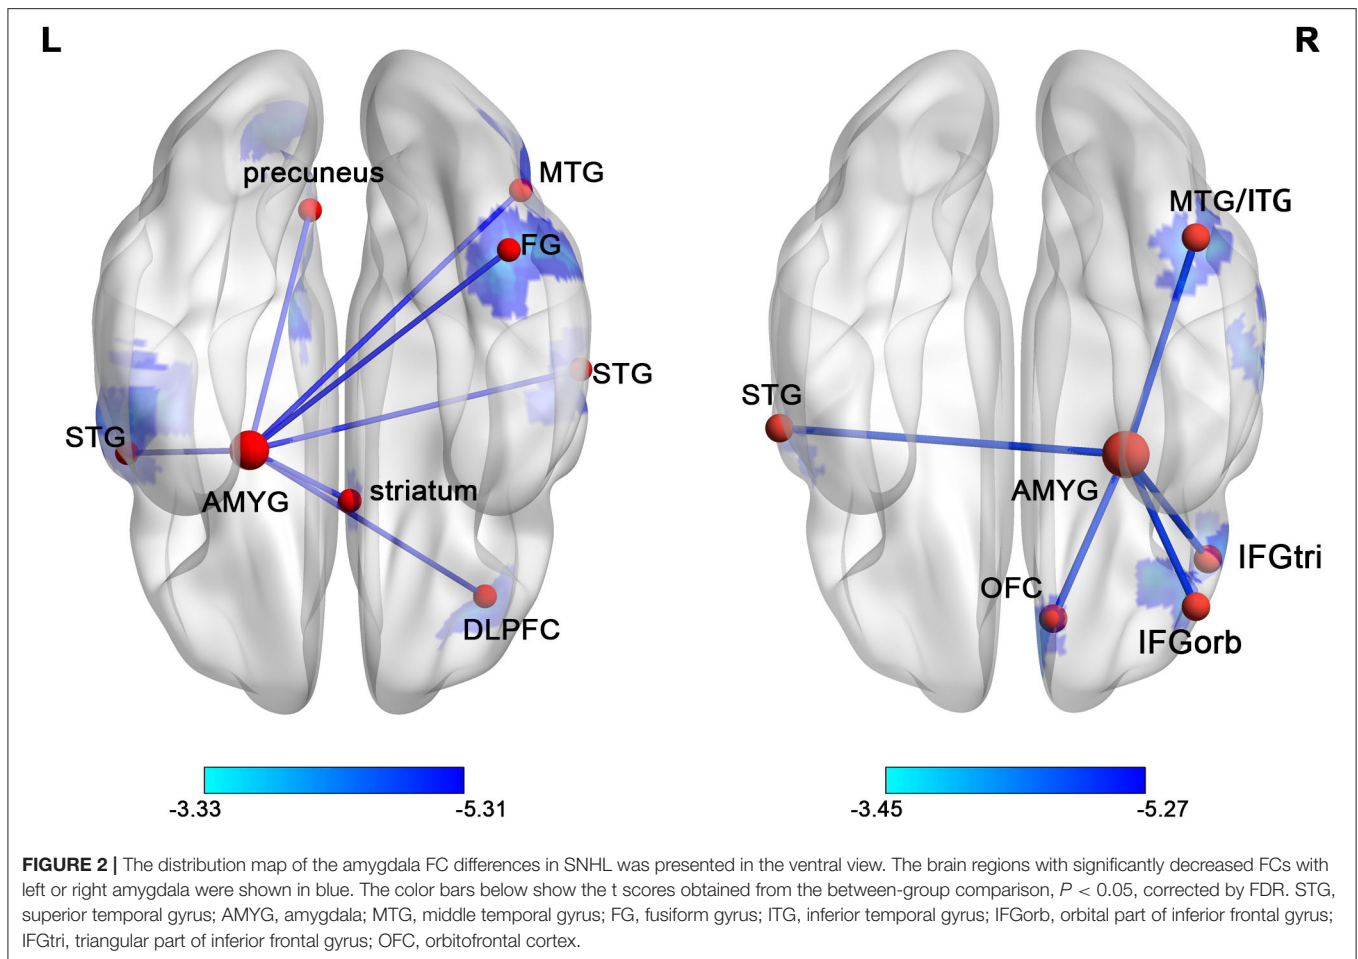 L
R
precuneus
MTG
FG
STG
STG
AMYG
striatum
DLPFC
-3.33
-5.31
MTG/ITG
STG
AMYG
IFGtri
OFC
IFGorb
-3.45
-5.27
FIGURE 2 | The distribution map of the amygdala FC differences in SNHL was presented in the ventral view. The brain regions with significantly decreased FCs with
left or right amygdala were shown in blue. The color bars below show the t scores obtained from the between-group comparison, P < 0.05, corrected by FDR. STG,
superior temporal gyrus; AMYG, amygdala; MTG, middle temporal gyrus; FG, fusiform gyrus; ITG, inferior temporal gyrus; IFGorb, orbital part of inferior frontal gyrus;
IFGtri, triangular part of inferior frontal gyrus; OFC, orbitofrontal cortex.